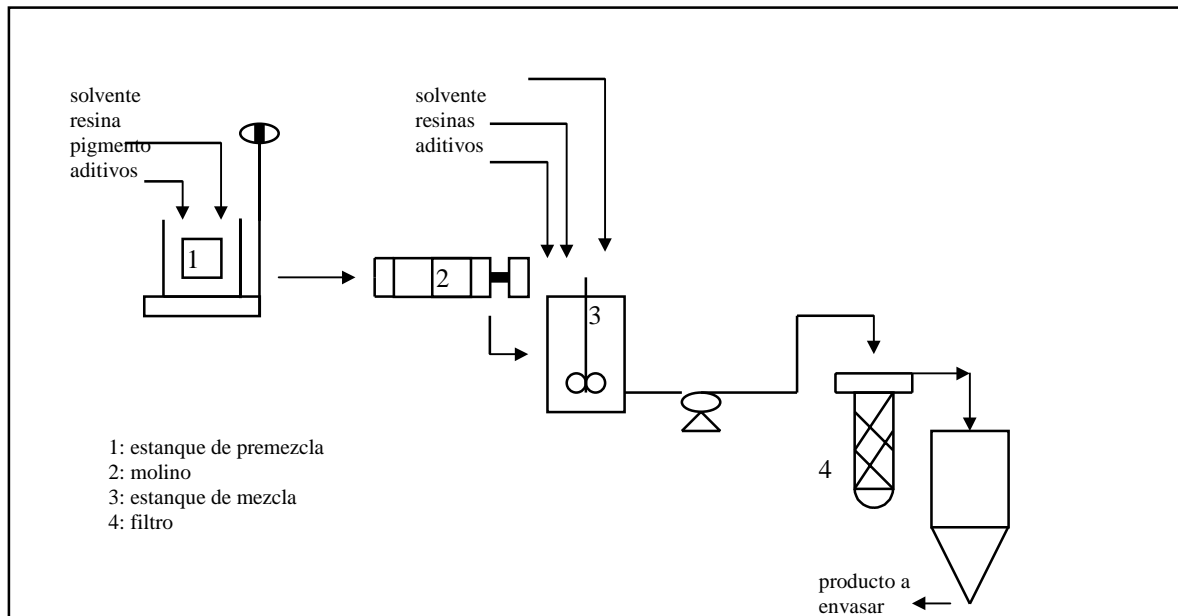 solvente
resina
pigmento
aditivos
solvente
resinas
aditivos
1
2
3
4
1: estanque de premezcla
2: molino
3: estanque de mezcla
4: filtro
producto a
envasar